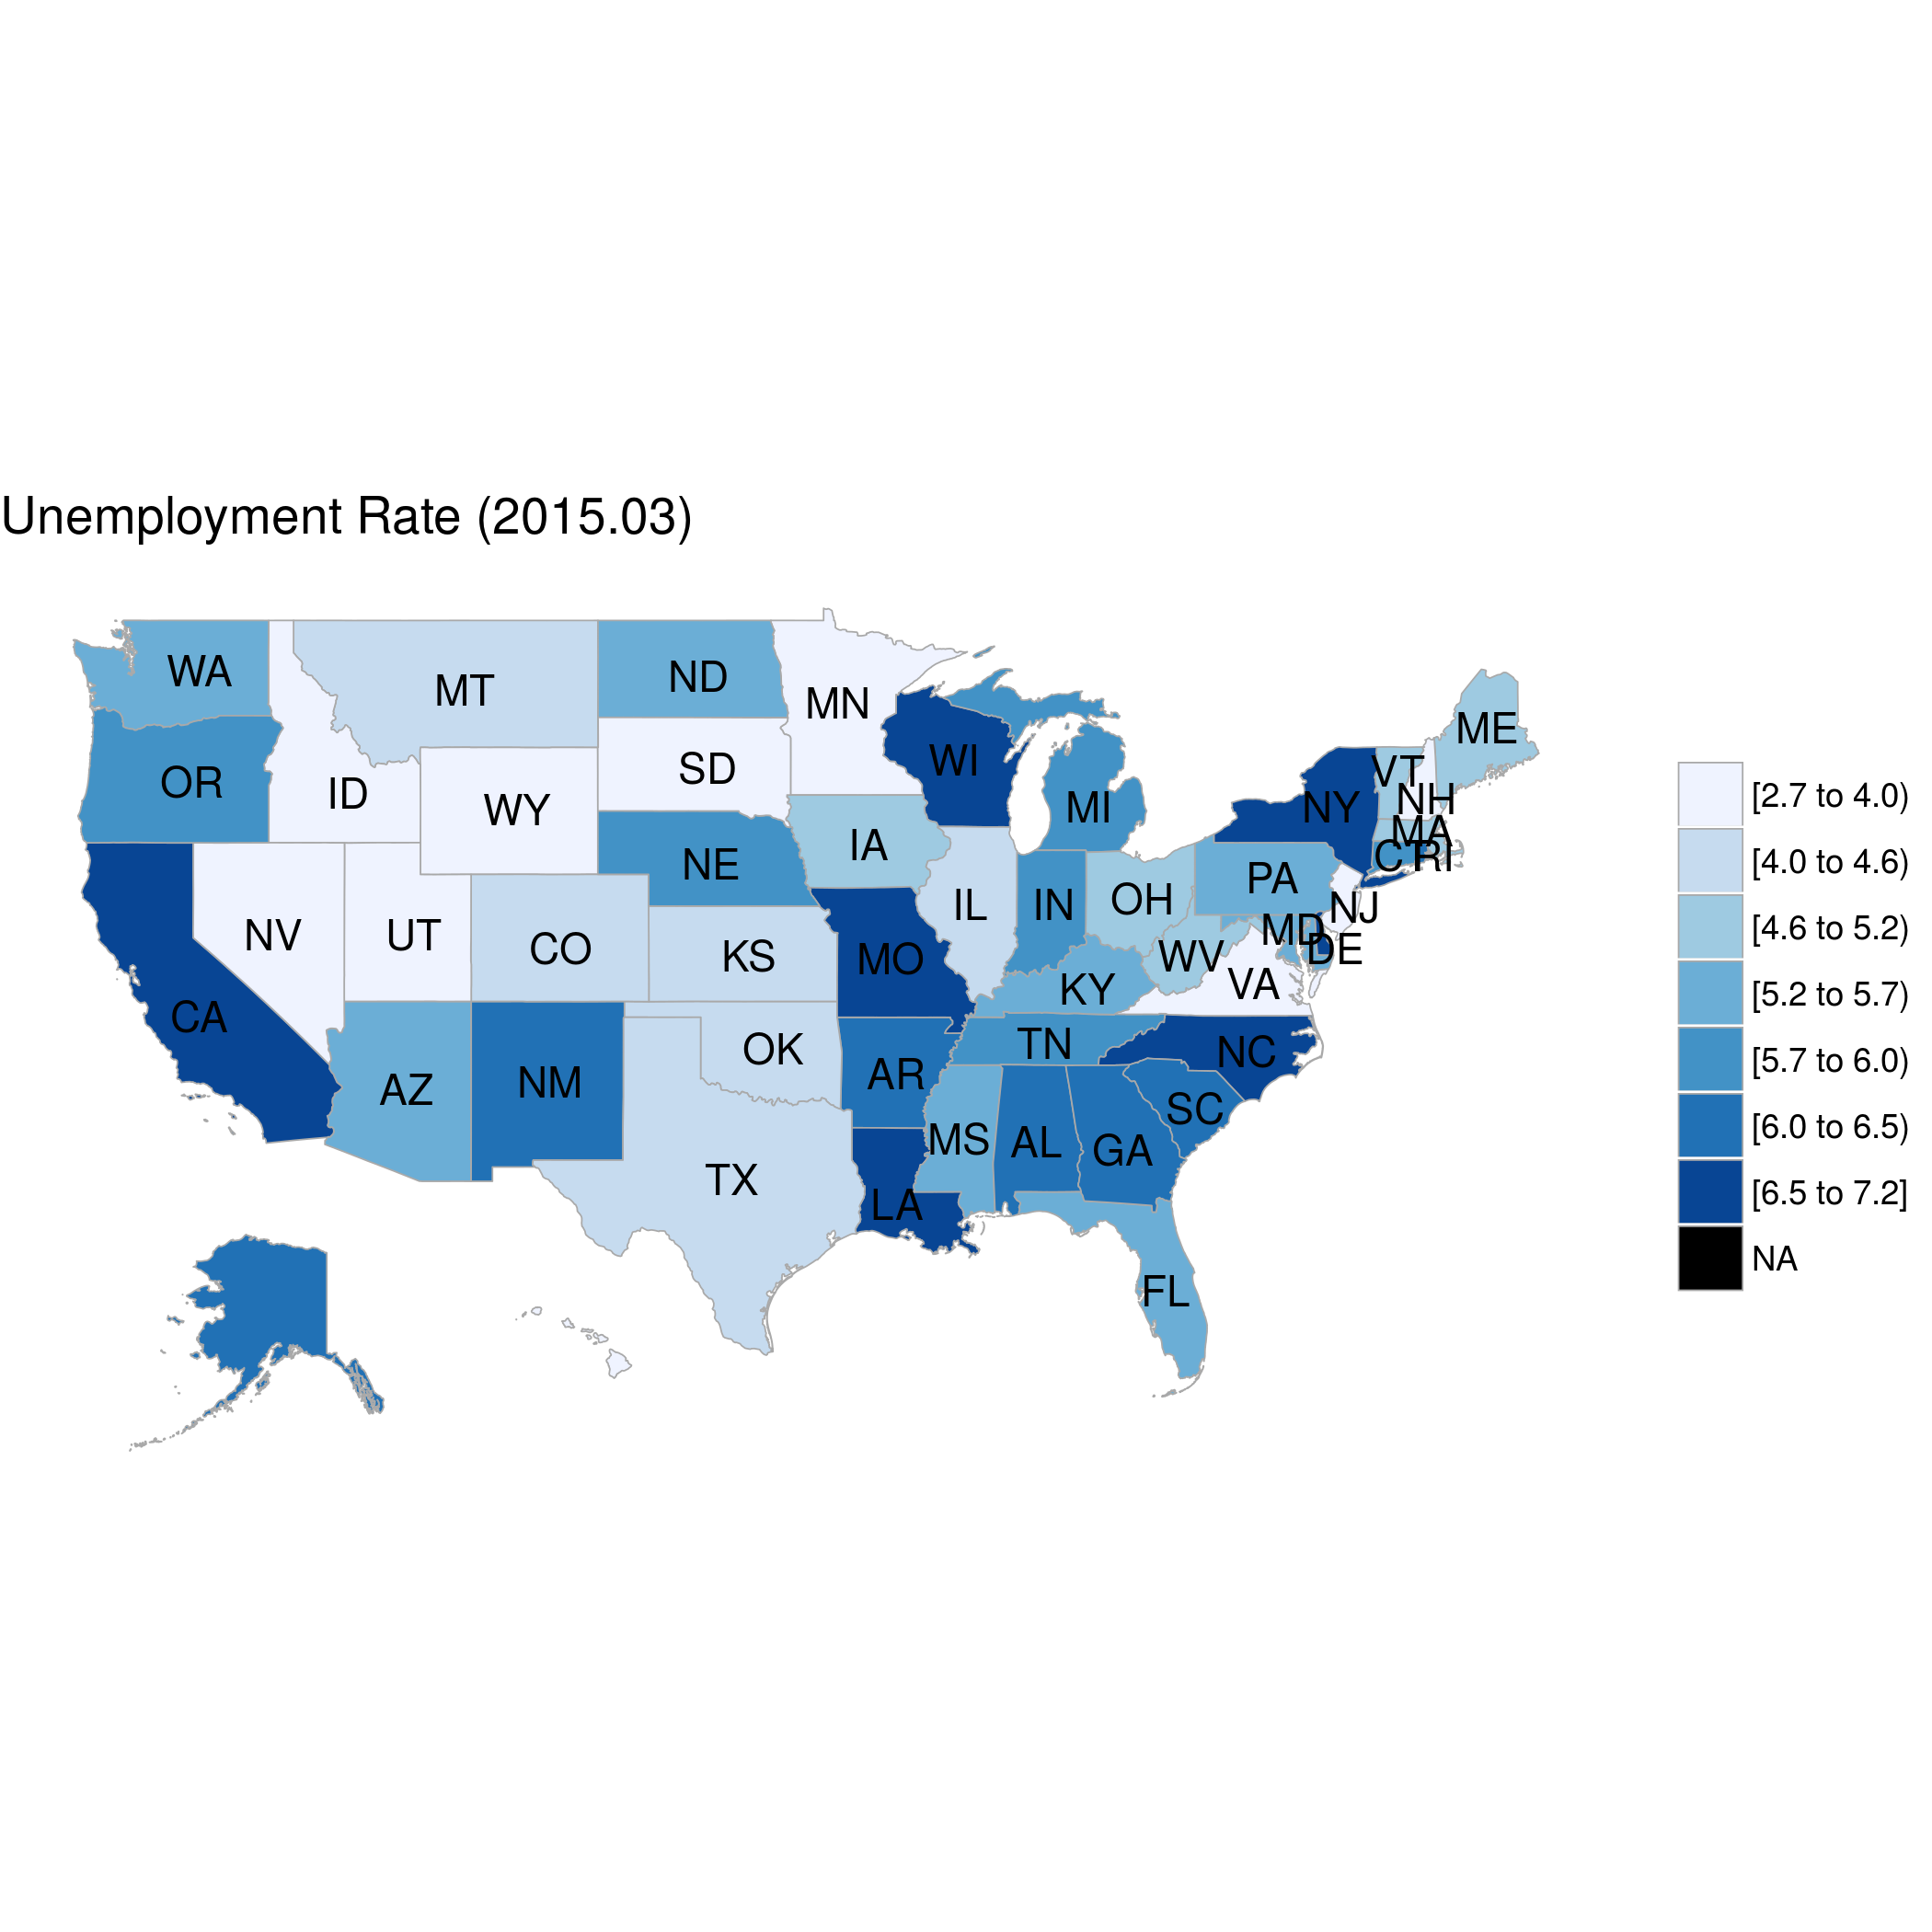 Unemployment Rate (2015.03)
WA
MT
ND
MN
ME
SD
WI
VT
OR
ID
WY
NH
NY
MI
MA
IA
CT
RI
NE
PA
OH
IL
IN
NJ
MD
NV
UT
CO
DE
KS
WV
MO
VA
KY
CA
TN
OK
NC
AR
NM
AZ
SC
MS
AL
GA
TX
LA
FL
[2.7 to 4.0)
[4.0 to 4.6)
[4.6 to 5.2)
[5.2 to 5.7)
[5.7 to 6.0)
[6.0 to 6.5)
[6.5 to 7.2]
NA